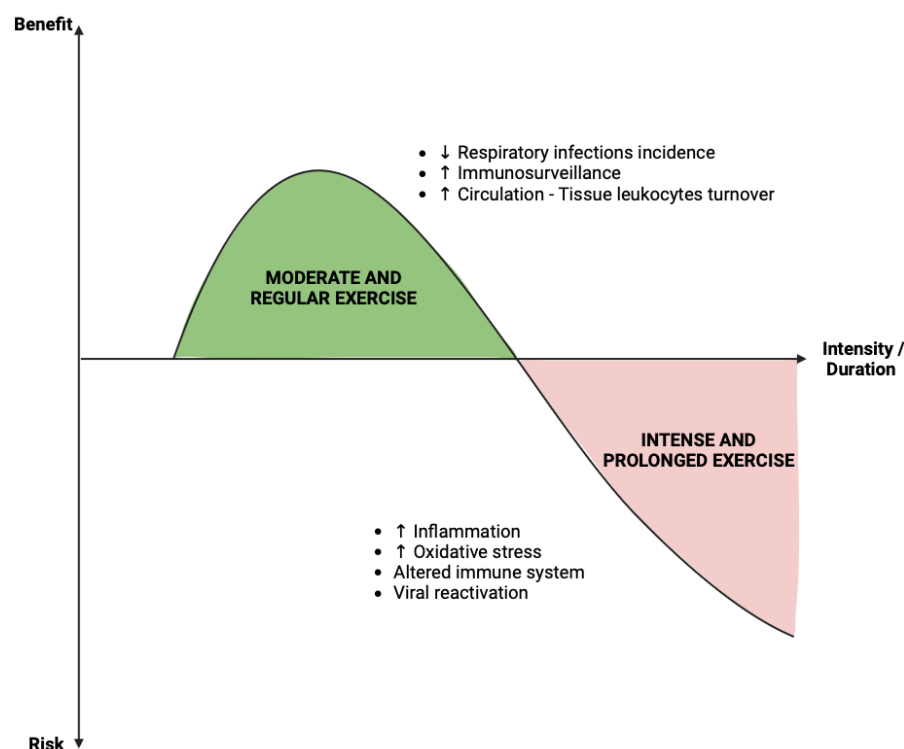 Benefit
• ↓ Respiratory infections incidence
• ↑ Immunosurveillance
• ↑ Circulation - Tissue leukocytes turnover
MODERATE AND
REGULAR EXERCISE
Intensity /
Duration
INTENSE AND
PROLONGED EXERCISE
• ↑ Inflammation
• ↑ Oxidative stress
• Altered immune system
• Viral reactivation
Risk